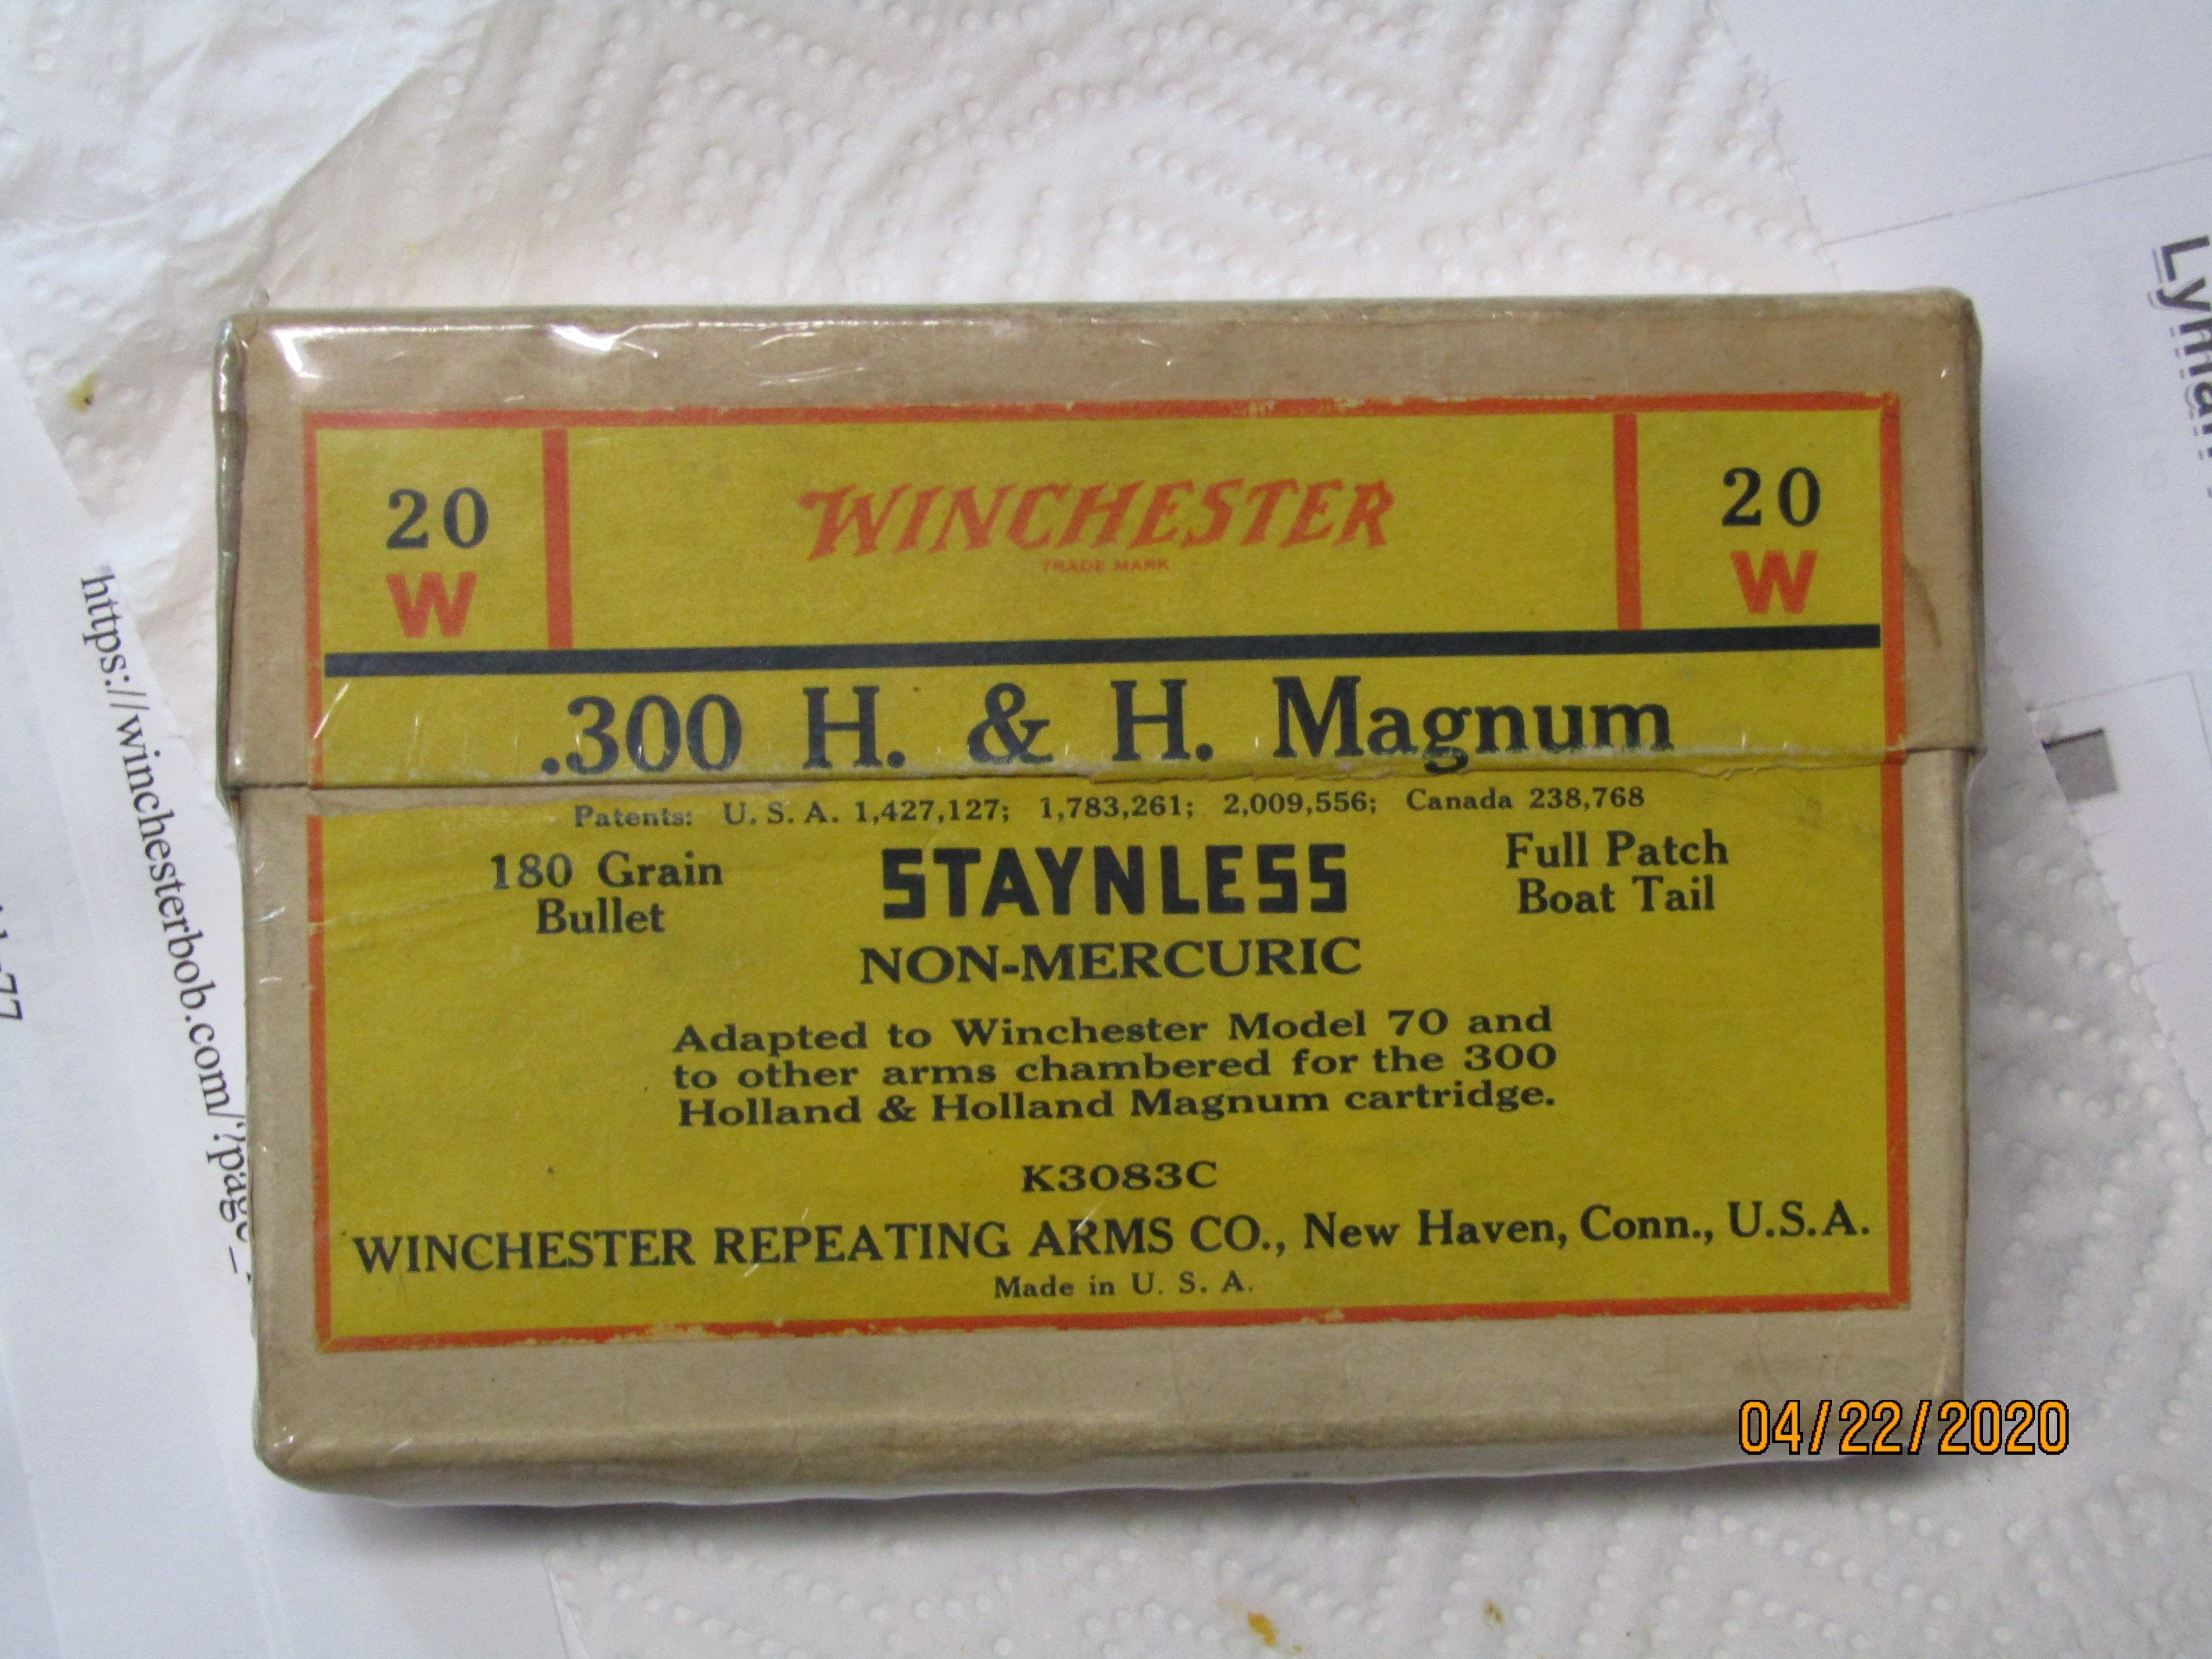 20
W
WINCHESTER
TRADE MARK
20
W
.300 H. & H. Magnum
Patents: U. S. A. 1,427,127; 1,783,261; 2,009,556; Canada 238,768
180 Grain
Bullet
STAYNLESS
NON-MERCURIC
Full Patch
Boat Tail
Adapted to Winchester Model 70 and
to other arms chambered for the 300
Holland & Holland Magnum cartridge.
K3083C
WINCHESTER REPEATING ARMS CO., New Haven, Conn., U.S.A.
Made in U. S. A.
https://winchesterbob.com/?page_
Lyman
77
04/22/2020